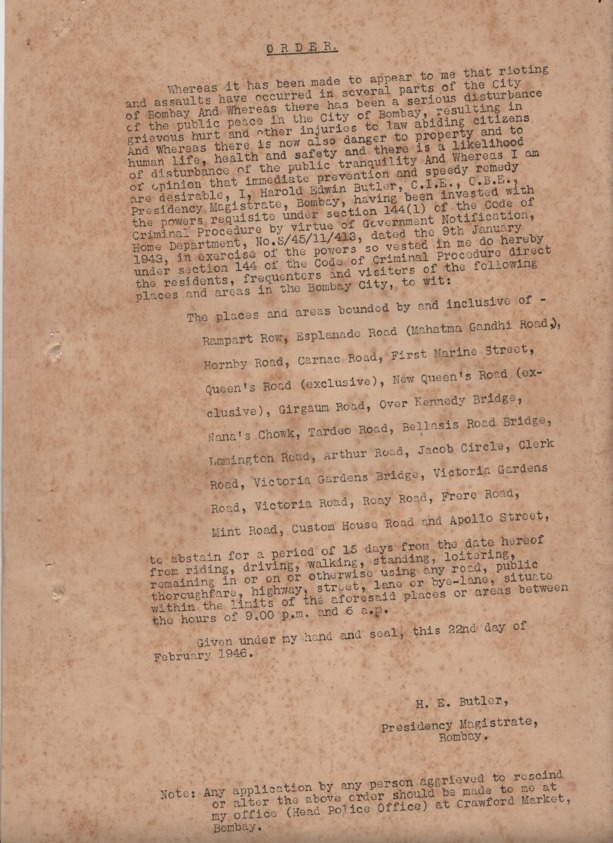 O R D E R.
Whereas it has been made to appear to me that rioting
and assaults have occurred in several parts of the City
of Bombay And Whereas there has been a serious disturbance
of the public peace in the City of Bombay, resulting in
grievous hurt and other injuries to law abiding citizens
And Whereas there is now also danger to property and to
human life, health and safety and there is a likelihood
of disturbance of the public tranquility And Whereas I am
of opinion that immediate prevention and speedy remedy
are desirable, I, Harold Edwin Butler, C.I.E., O.B.E.,
Presidency Magistrate, Bombay, having been invested with
the powers requisite under section 144(1) of the Code of
Criminal Procedure by virtue of Government Notification,
Home Department, No.S/45/11/413, dated the 9th January
1943, in exercise of the powers so vested in me do hereby
under section 144 of the Code of Criminal Procedure direct
the residents, frequenters and visitors of the following
places and areas in the Bombay City, to wit:
The places and areas bounded by and inclusive of -
Rampart Row, Esplanade Road (Mahatma Gandhi Road,),
Hornby Road, Carnac Road, First Marine Street,
Queen's Road (exclusive), New Queen's Road (ex-
clusive), Girgaum Road, Over Kennedy Bridge,
Nana's Chowk, Tardeo Road, Bellasis Road Bridge,
Lamington Road, Arthur Road, Jacob Circle, Clerk
Road, Victoria Gardens Bridge, Victoria Gardens
Road, Victoria Road, Reay Road, Frere Road,
Mint Road, Custom House Road and Apollo Street,
to abstain for a period of 15 days from the date hereof
from riding, driving, walking, standing, loitering,
remaining in or on or otherwise using any road, public
thoroughfare, highway, street, lane or bye-lane, situate
within the limits of the aforesaid places or areas between
the hours of 9.00 p.m. and 6 a.m.
Given under my hand and seal, this 22nd day of
February 1946.
H. E. Butler,
Presidency Magistrate,
Bombay.
Note: Any application by any person aggrieved to rescind
or alter the above order should be made to me at
my office (Head Police Office) at Crawford Market,
Bombay.